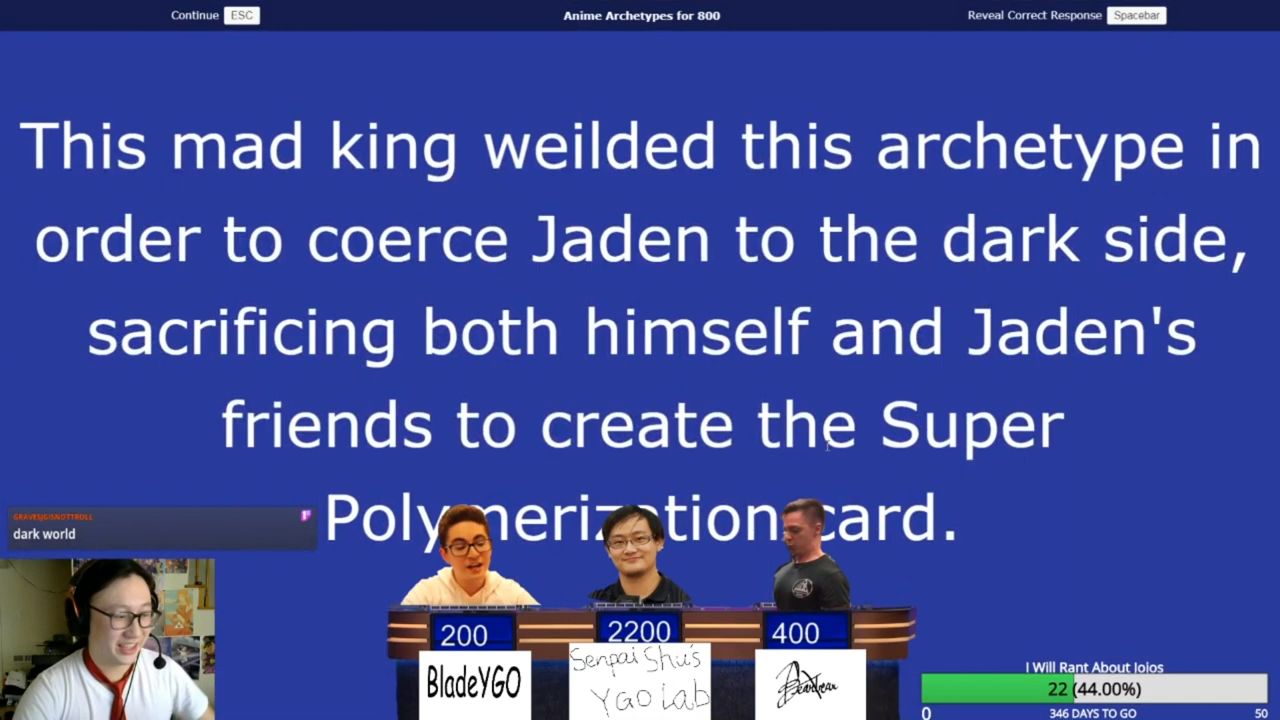 Continue ESC
Anime Archetypes for 800
Reveal Correct Response Spacebar
This mad king weilded this archetype in
order to coerce Jaden to the dark side,
sacrificing both himself and Jaden's
friends to create the Super
Polymerization card.
GRAVESJGISNOTTROLL
dark world
200
2200
400
BladeYGO
Senpai Shu's
YGO Lab
I Will Rant About Jojos
22 (44.00%)
0
346 DAYS TO GO
50